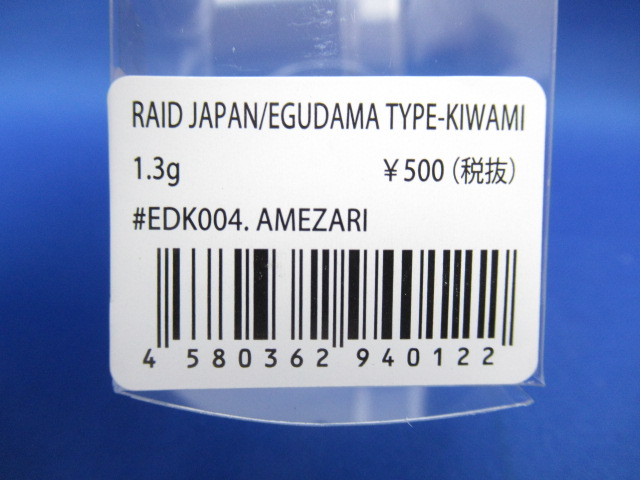 RAID JAPAN/EGUDAMA TYPE-KIWAMI
1.3g ￥500（税抜）
#EDK004. AMEZARI
4 580362 940122